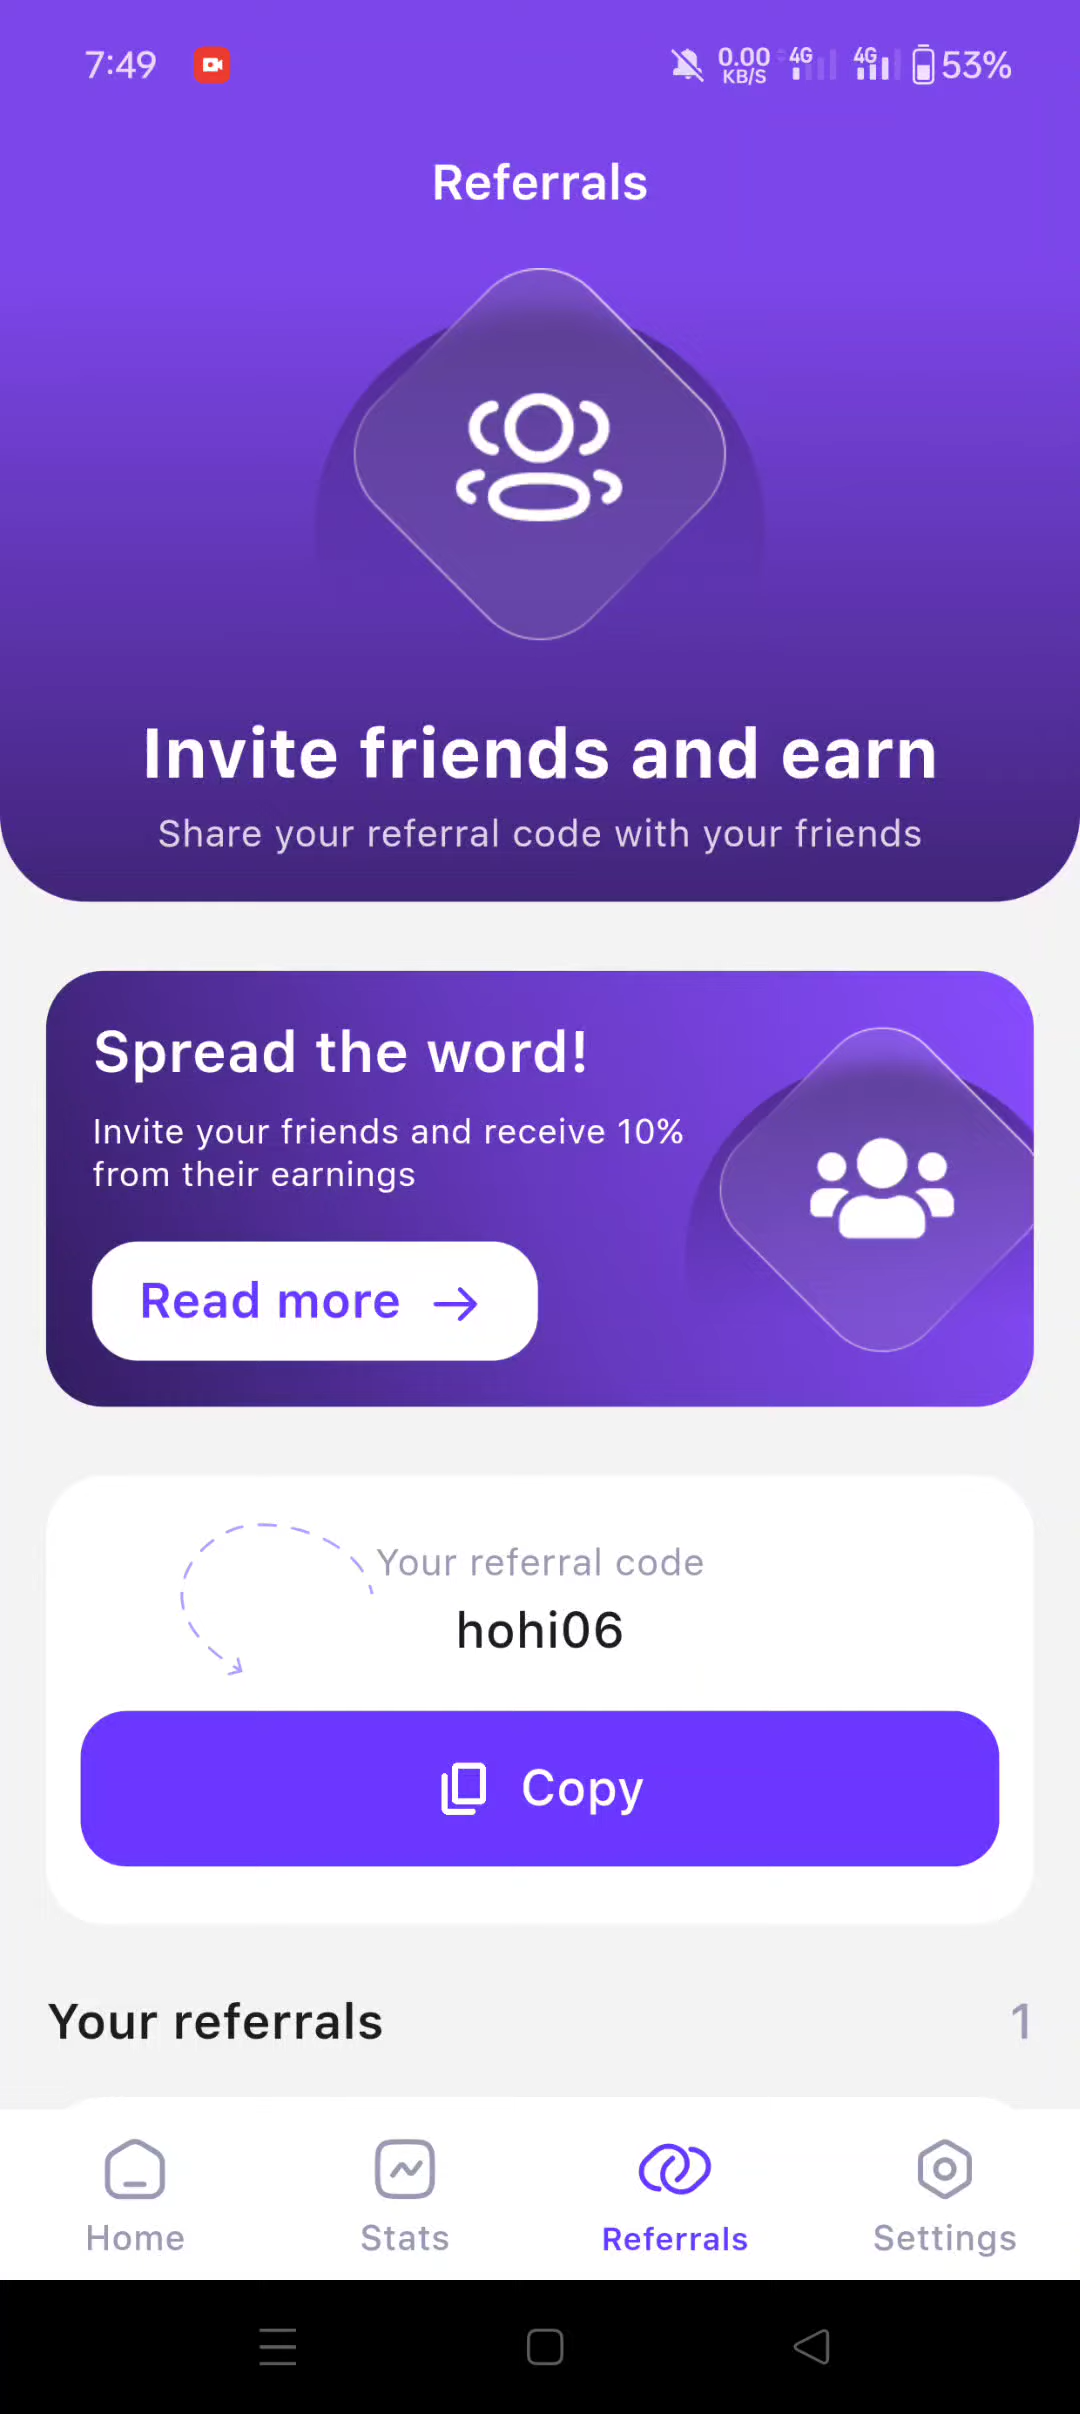 7:49
0.00 KB/S 4G 4G 53%
Referrals
Invite friends and earn
Share your referral code with your friends
Spread the word!
Invite your friends and receive 10%
from their earnings
Read more →
Your referral code
hohi06
Copy
Your referrals 1
Home Stats Referrals Settings